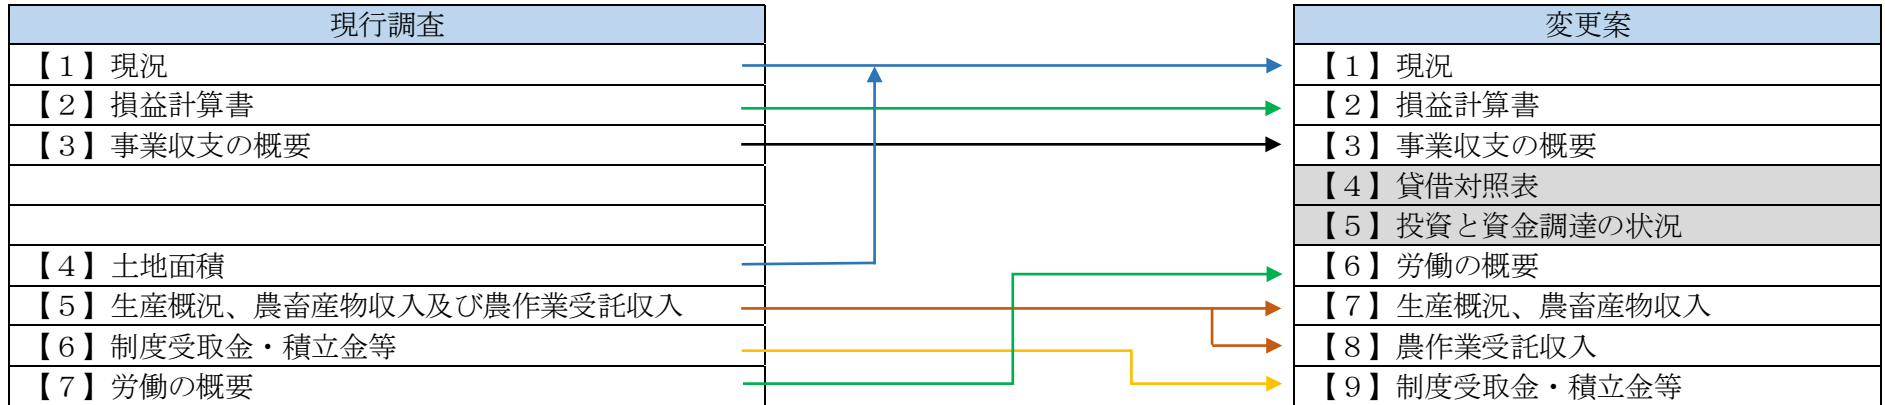 現行調査
【１】現況
【２】損益計算書
【３】事業収支の概要
【４】土地面積
【５】生産概況、農畜産物収入及び農作業受託収入
【６】制度受取金・積立金等
【７】労働の概要
変更案
【１】現況
【２】損益計算書
【３】事業収支の概要
【４】貸借対照表
【５】投資と資金調達の状況
【６】労働の概要
【７】生産概況、農畜産物収入
【８】農作業受託収入
【９】制度受取金・積立金等